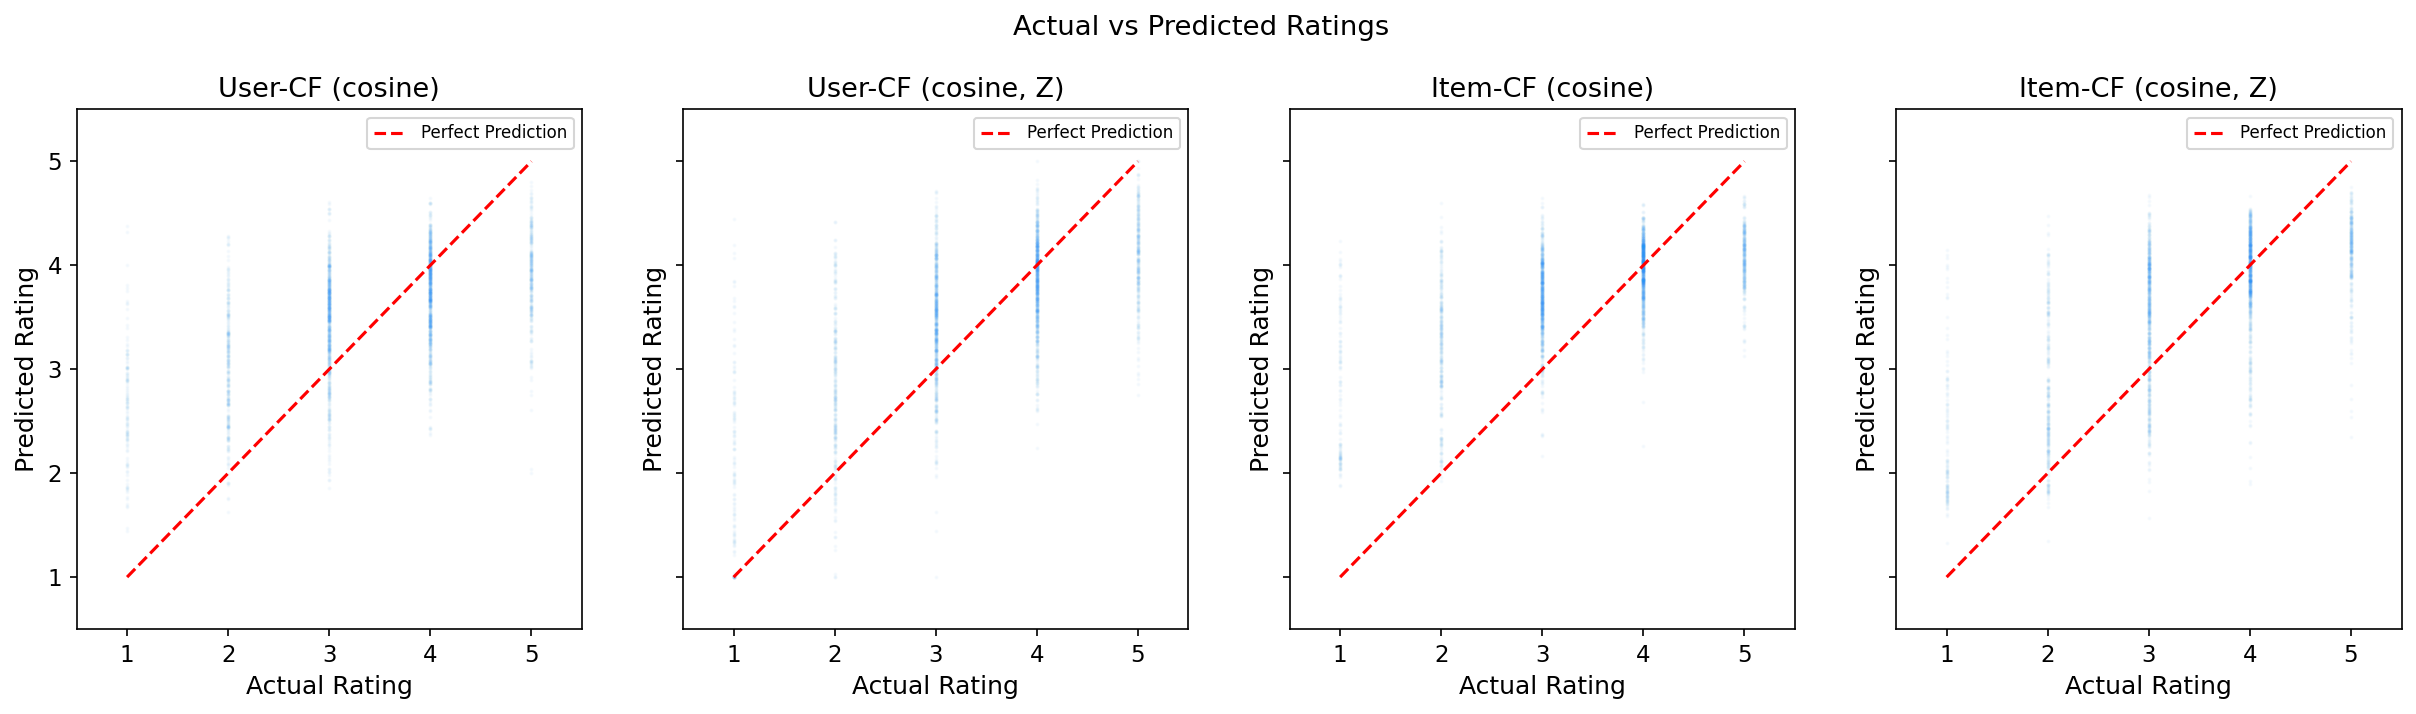 Actual vs Predicted Ratings
User-CF (cosine)
Perfect Prediction
Predicted Rating
5
4
3
2
1
1 2 3 4 5
Actual Rating
User-CF (cosine, Z)
Perfect Prediction
Predicted Rating
1 2 3 4 5
Actual Rating
Item-CF (cosine)
Perfect Prediction
Predicted Rating
1 2 3 4 5
Actual Rating
Item-CF (cosine, Z)
Perfect Prediction
Predicted Rating
1 2 3 4 5
Actual Rating